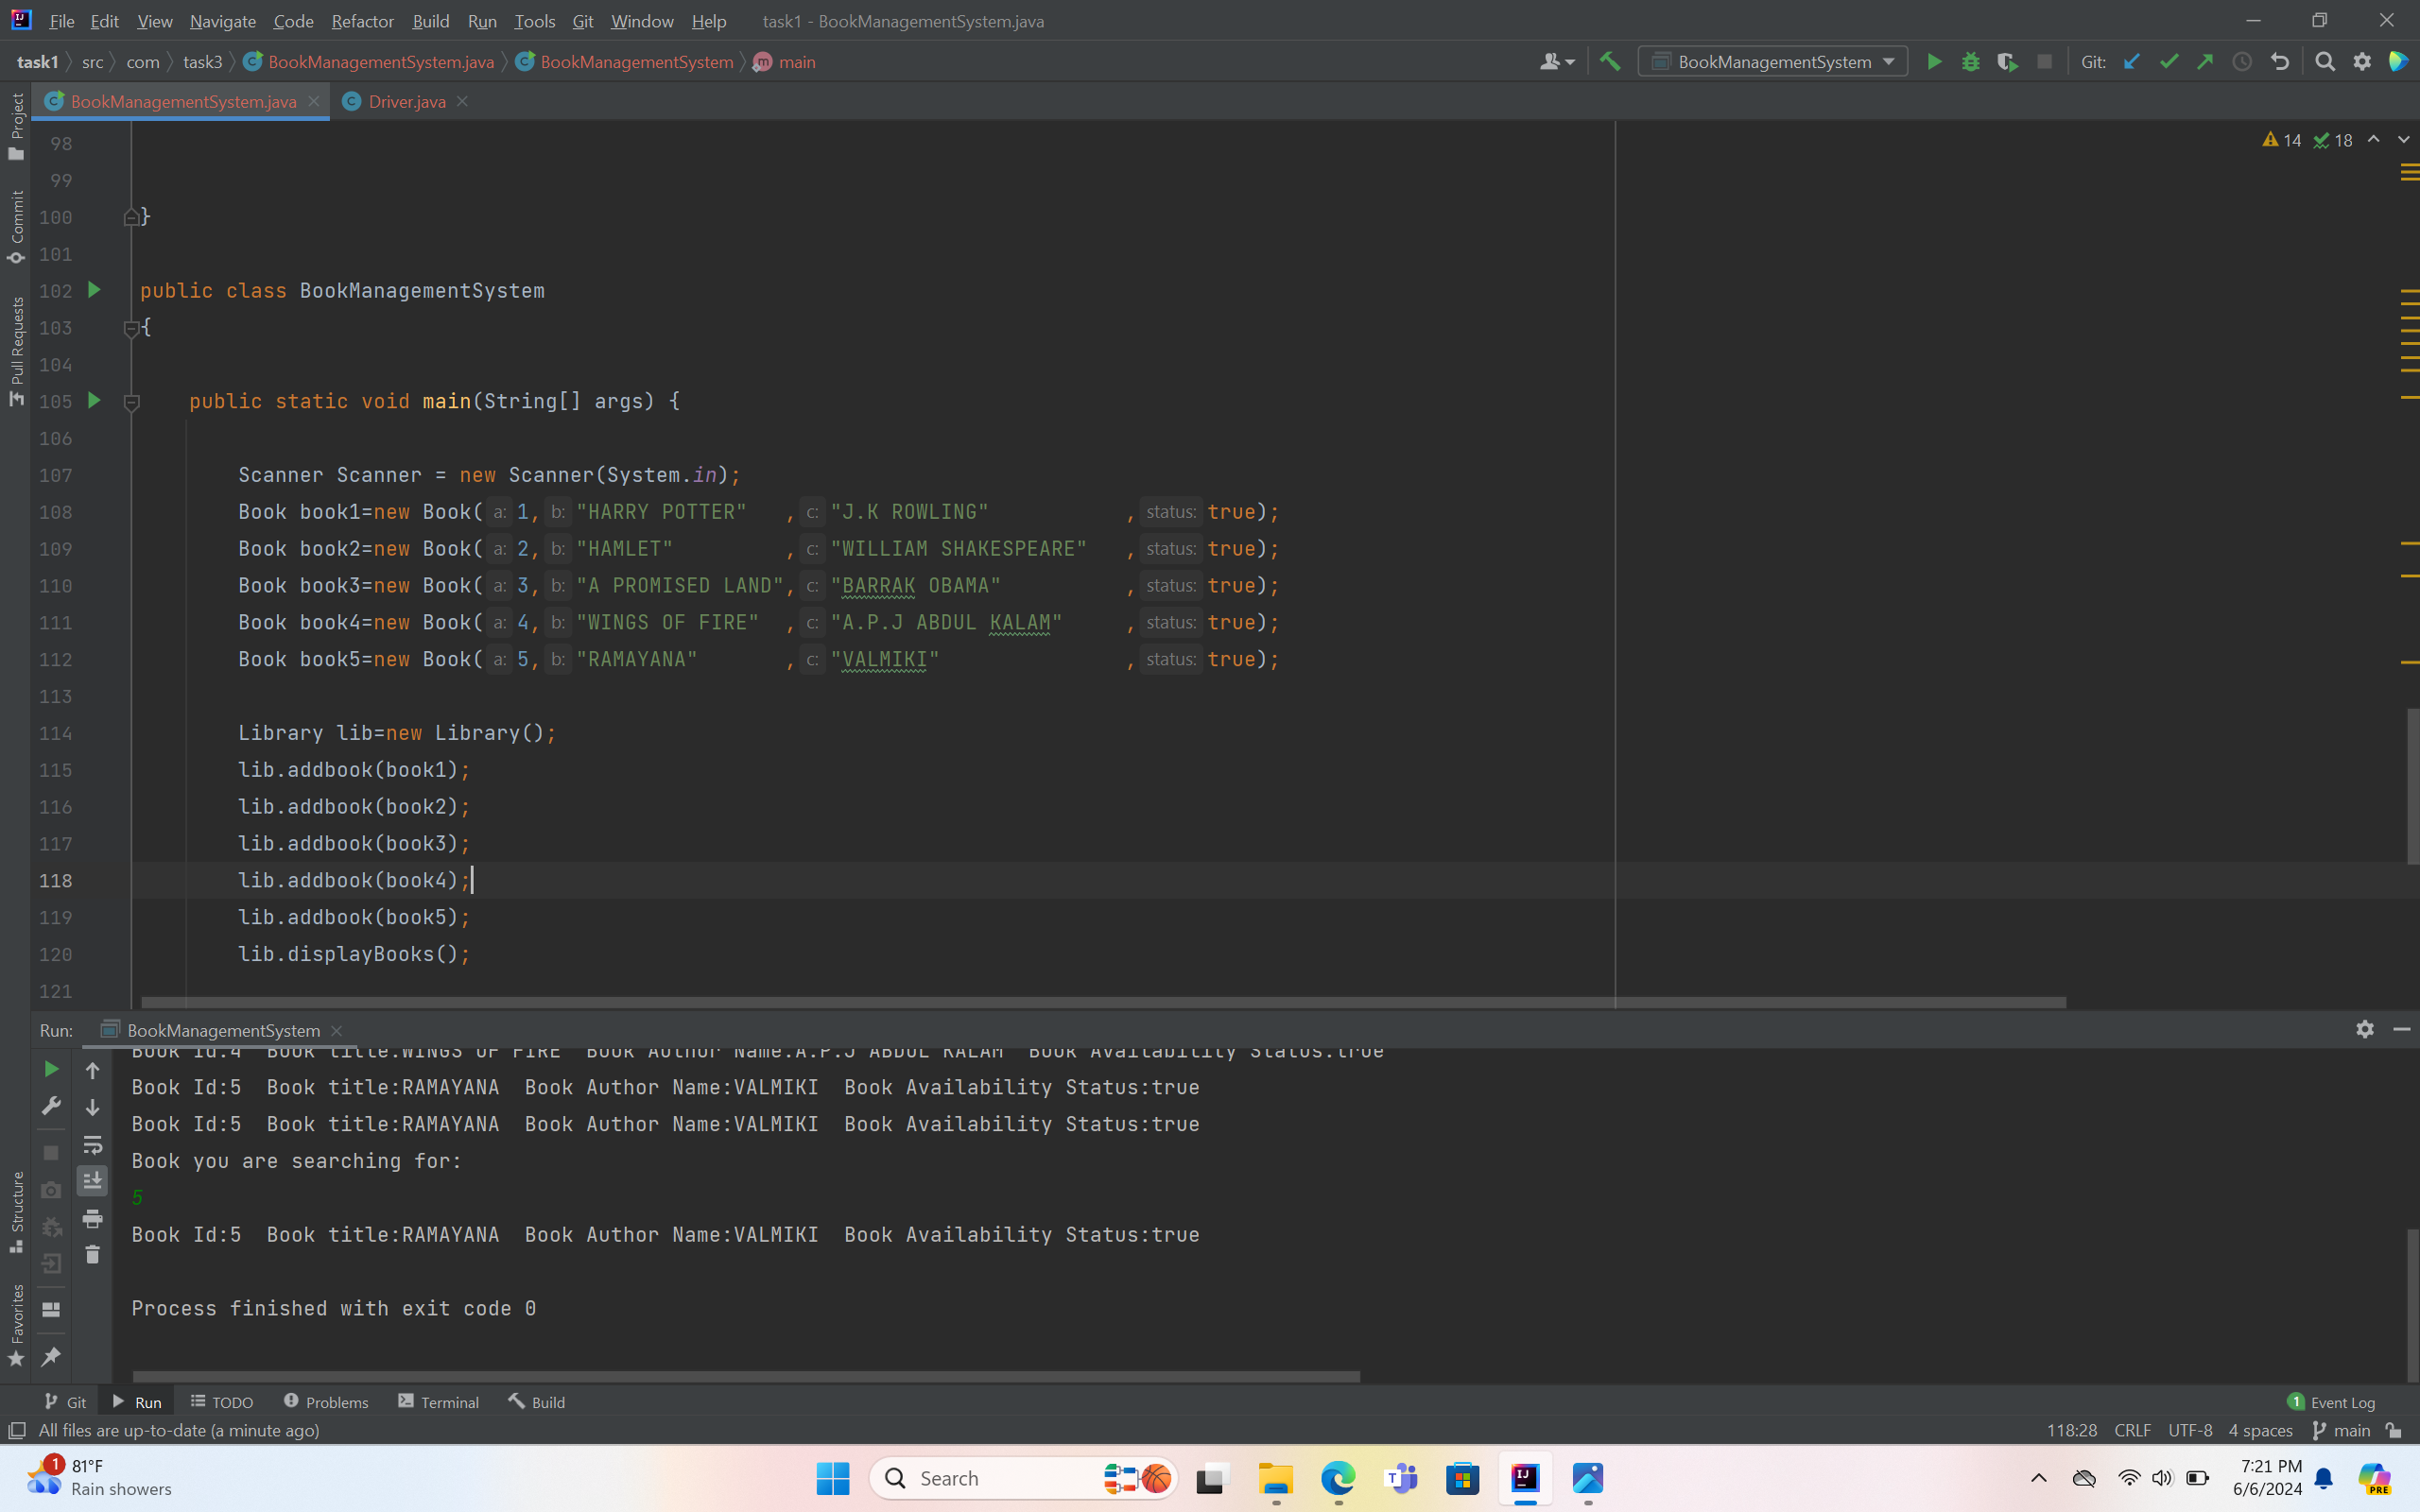 File Edit View Navigate Code Refactor Build Run Tools Git Window Help task1 - BookManagementSystem.java
task1 src com task3 BookManagementSystem.java BookManagementSystem main BookManagementSystem Git:
BookManagementSystem.java Driver.java
Project
Commit
Pull Requests
14 18
98
99
100 }
101
102 public class BookManagementSystem
103 {
104
105 public static void main(String[] args) {
106
107 Scanner Scanner = new Scanner(System.in);
108 Book book1=new Book( a: 1, b: "HARRY POTTER" , c: "J.K ROWLING" , status: true);
109 Book book2=new Book( a: 2, b: "HAMLET" , c: "WILLIAM SHAKESPEARE" , status: true);
110 Book book3=new Book( a: 3, b: "A PROMISED LAND", c: "BARRAK OBAMA" , status: true);
111 Book book4=new Book( a: 4, b: "WINGS OF FIRE" , c: "A.P.J ABDUL KALAM" , status: true);
112 Book book5=new Book( a: 5, b: "RAMAYANA" , c: "VALMIKI" , status: true);
113
114 Library lib=new Library();
115 lib.addbook(book1);
116 lib.addbook(book2);
117 lib.addbook(book3);
118 lib.addbook(book4);
119 lib.addbook(book5);
120 lib.displayBooks();
121
Run: BookManagementSystem
Book Id:4 Book title:WINGS OF FIRE Book Author Name:A.P.J ABDUL KALAM Book Availability Status:true
Book Id:5 Book title:RAMAYANA Book Author Name:VALMIKI Book Availability Status:true
Book Id:5 Book title:RAMAYANA Book Author Name:VALMIKI Book Availability Status:true
Book you are searching for:
5
Book Id:5 Book title:RAMAYANA Book Author Name:VALMIKI Book Availability Status:true
Process finished with exit code 0
Structure
Favorites
Git Run TODO Problems Terminal Build 1 Event Log
All files are up-to-date (a minute ago) 118:28 CRLF UTF-8 4 spaces main
1 81°F
Rain showers
Search
7:21 PM
6/6/2024
PRE